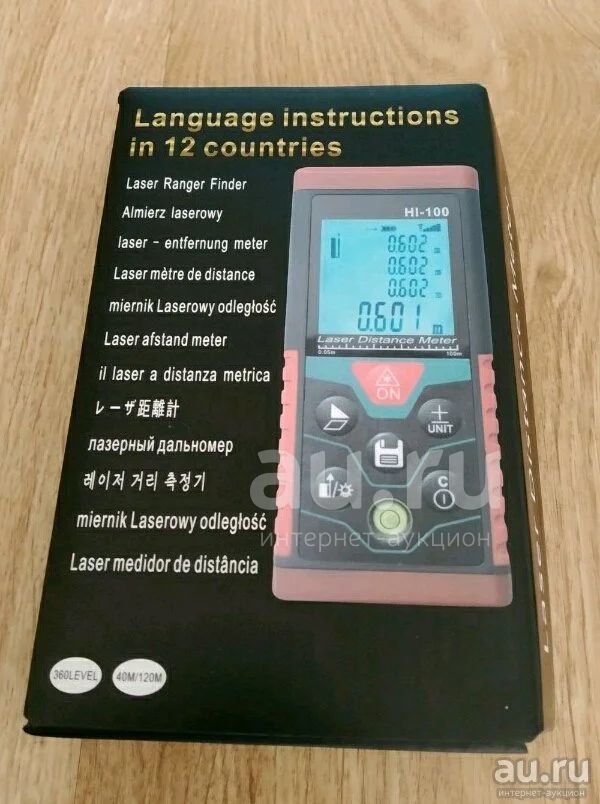 Language instructions
in 12 countries
Laser Ranger Finder
Almierz laserowy
laser - entfernung meter
Laser mètre de distance
miernik Laserowy odległość
Laser afstand meter
il laser a distanza metrica
レーザ距離計
лазерный дальномер
레이저 거리 측정기
miernik Laserowy odległość
Laser medidor de distância
360LEVEL
40M/120M
HI-100
0.602 m
0.602 m
0.602 m
0.601 m
Laser Distance Meter
0.05m 100m
ON
UNIT
C
au.ru
интернет-аукцион
au.ru
интернет-аукцион